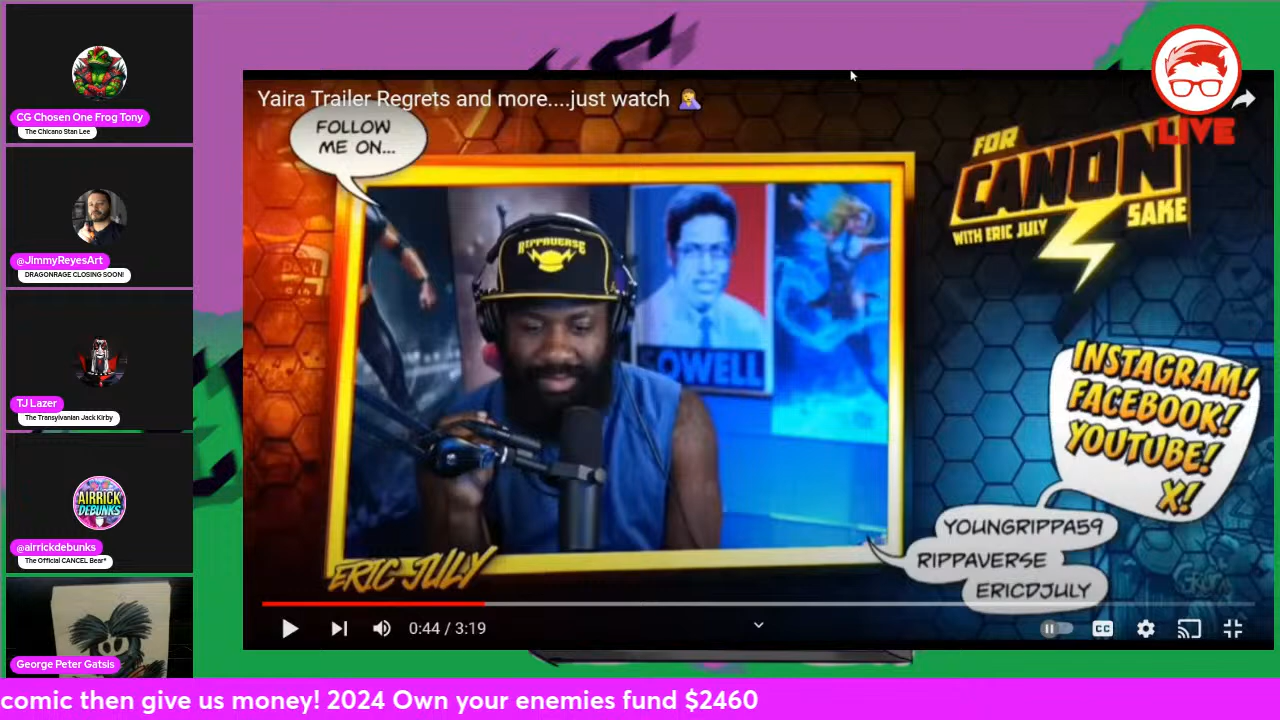 CG Chosen One Frog Tony
The Chicano Stan Lee
@JimmyReyesArt
DRAGONRAGE CLOSING SOON!
TJ Lazer
The Transylvanian Jack Kirby
AIRRICK
DEBUNKS
@airrickdebunks
The Official CANCEL Bear*
George Peter Gatsis
Yaira Trailer Regrets and more....just watch 🤦‍♀️
FOLLOW
ME ON...
RIPPAVERSE
SOWELL
ERIC JULY
FOR
CANON
SAKE
WITH ERIC JULY
LIVE
INSTAGRAM!
FACEBOOK!
YOUTUBE!
X!
YOUNGRIPPA59
RIPPAVERSE
ERICDJULY
0:44 / 3:19
CC
comic then give us money! 2024 Own your enemies fund $2460